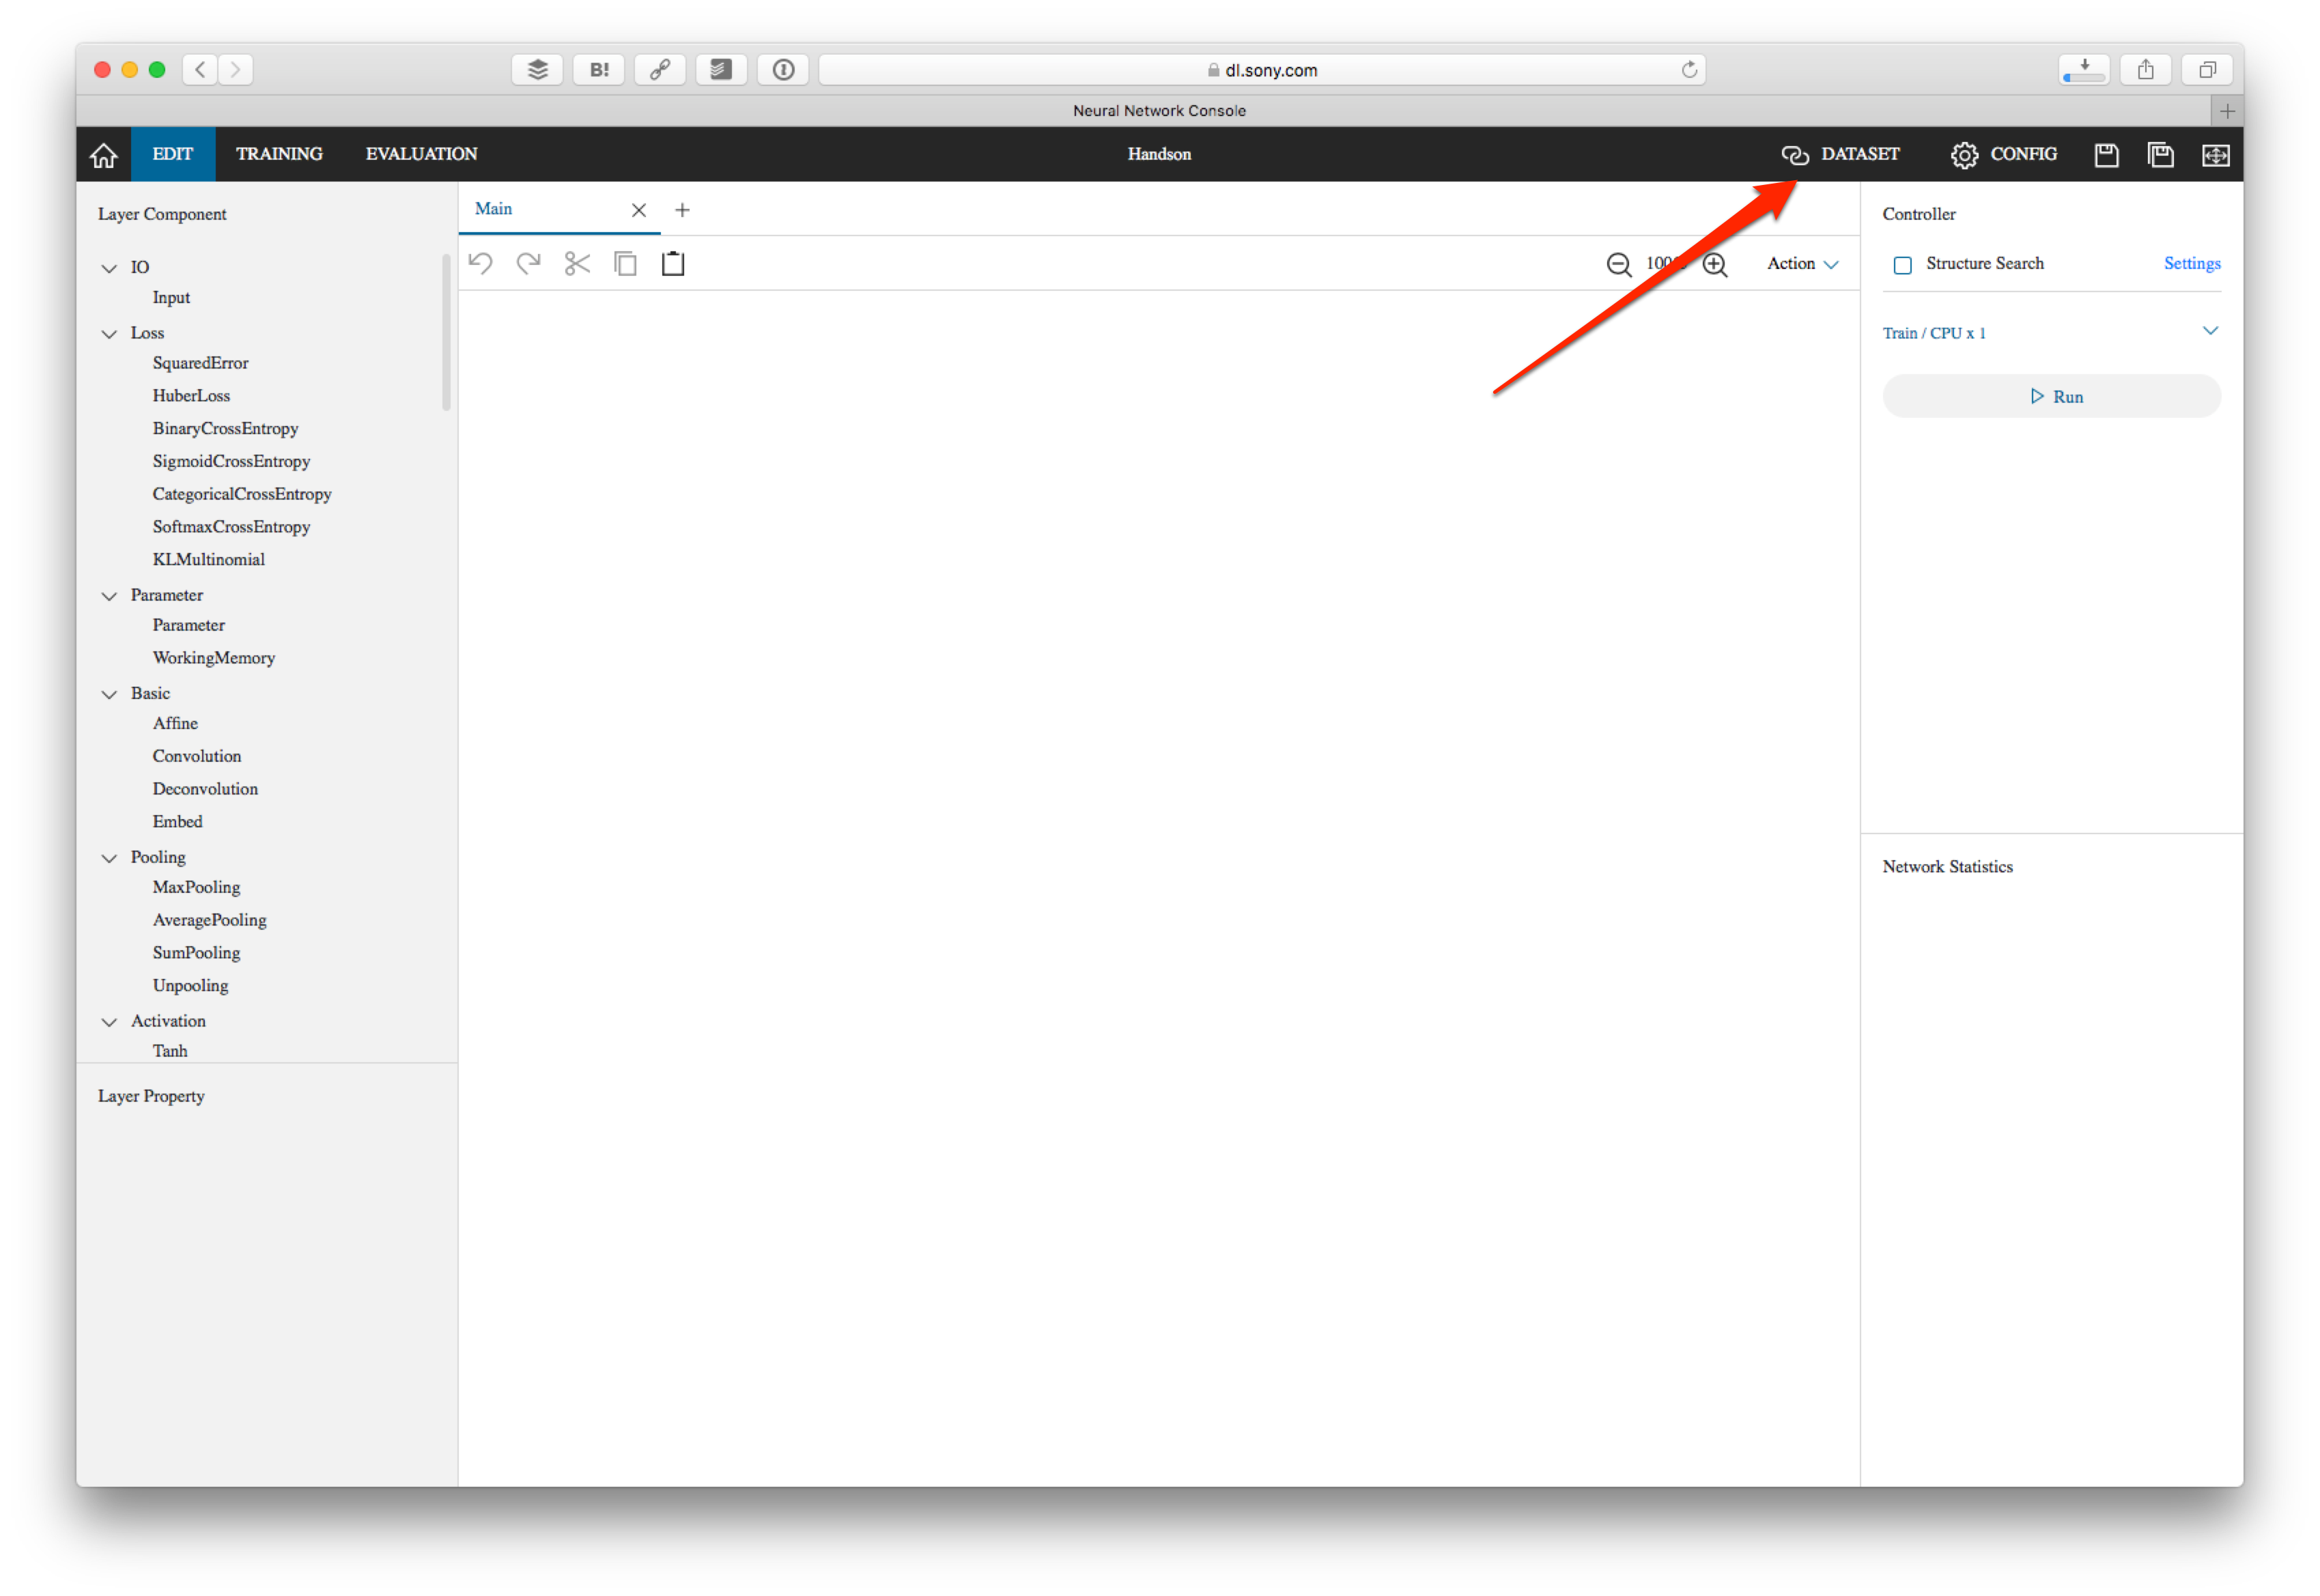 B!
dl.sony.com
Neural Network Console
EDIT TRAINING EVALUATION Handson DATASET CONFIG
Layer Component
IO
Input
Loss
SquaredError
HuberLoss
BinaryCrossEntropy
SigmoidCrossEntropy
CategoricalCrossEntropy
SoftmaxCrossEntropy
KLMultinomial
Parameter
Parameter
WorkingMemory
Basic
Affine
Convolution
Deconvolution
Embed
Pooling
MaxPooling
AveragePooling
SumPooling
Unpooling
Activation
Tanh
Layer Property
Main
Action
Controller
Structure Search Settings
Train / CPU x 1
Run
Network Statistics